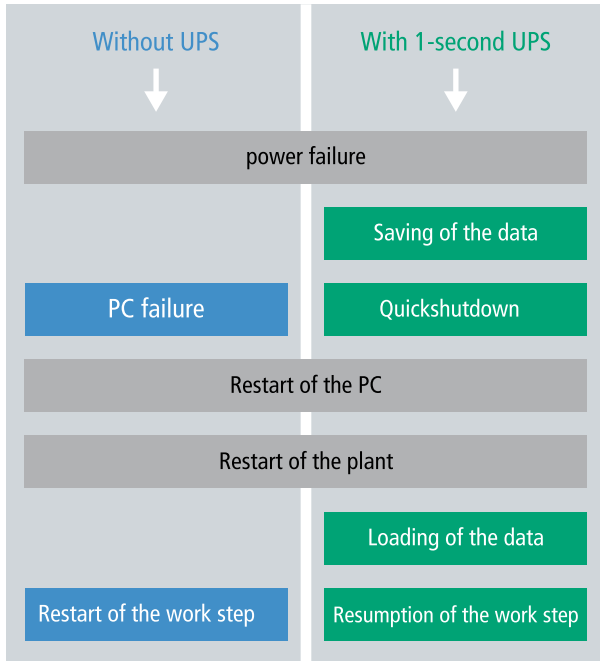 Without UPS
With 1-second UPS
power failure
Saving of the data
PC failure
Quickshutdown
Restart of the PC
Restart of the plant
Loading of the data
Restart of the work step
Resumption of the work step